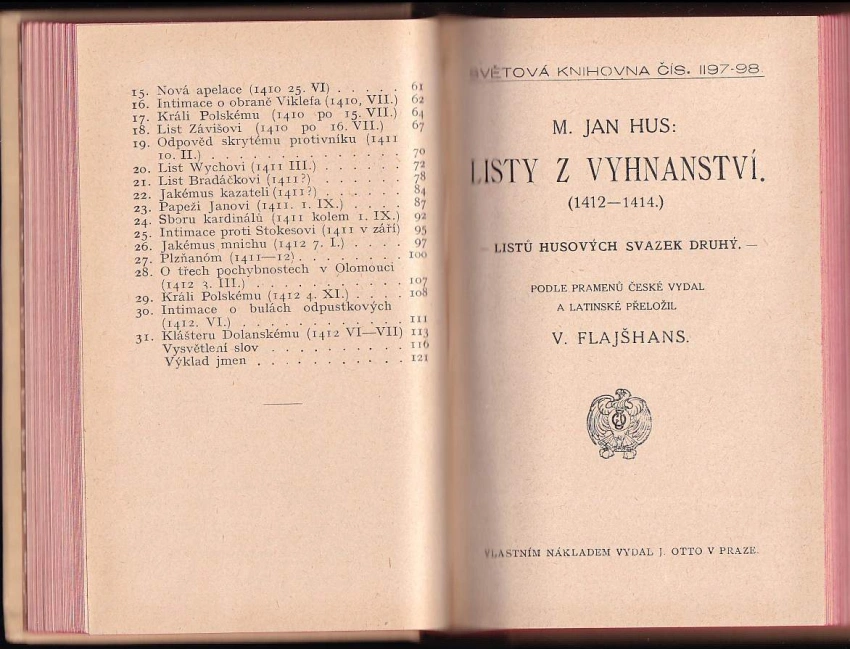 15. Nová apelace (1410 25. VI) . . . . . 61
16. Intimace o obraně Viklefa (1410, VII.) 62
17. Králi Polskému (1410 po 15. VII.) . . 64
18. List Závišovi (1410 po 16. VII.) . . 67
19. Odpověd skrytému protivníku (1411
10. II.) . . . . . . . . . . . . . . . 70
20. List Wychovi (1411 III.) . . . . . . 72
21. List Bradáčkovi (1411?) . . . . . . 78
22. Jakémus kazateli (1411?) . . . . . . 84
23. Papeži Janovi (1411. 1. IX.) . . . . 87
24. Sboru kardinálů (1411 kolem 1. IX.) 92
25. Intimace proti Stokesovi (1411 v září) 95
26. Jakémus mnichu (1412 7. I.) . . . . 97
27. Plzňanóm (1411—12) . . . . . . . . 100
28. O třech pochybnostech v Olomouci
(1412 3. III.) . . . . . . . . . . . 107
29. Králi Polskému (1412 4. XI.) . . . . 108
30. Intimace o bulách odpustkových
(1412. VI.) . . . . . . . . . . . . 111
31. Klášteru Dolanskému (1412 VI—VII) 113
Vysvětlení slov . . . . . . . . . . 116
Výklad jmen . . . . . . . . . . . 121
SVĚTOVÁ KNIHOVNA ČÍS. 1197-98.
M. JAN HUS:
LISTY Z VYHNANSTVÍ.
(1412—1414.)
— LISTŮ HUSOVÝCH SVAZEK DRUHÝ. —
PODLE PRAMENŮ ČESKÉ VYDAL
A LATINSKÉ PŘELOŽIL
V. FLAJŠHANS.
VLASTNÍM NÁKLADEM VYDAL J. OTTO V PRAZE.